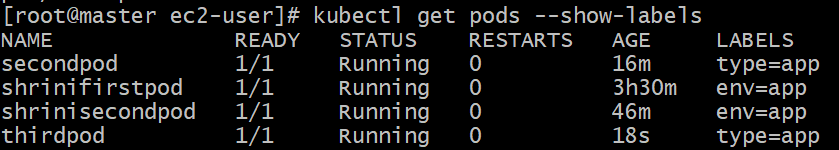 [root@master ec2-user]# kubectl get pods --show-labels
NAME READY STATUS RESTARTS AGE LABELS
secondpod 1/1 Running 0 16m type=app
shrinifirstpod 1/1 Running 0 3h30m env=app
shrinisecondpod 1/1 Running 0 46m env=app
thirdpod 1/1 Running 0 18s type=app